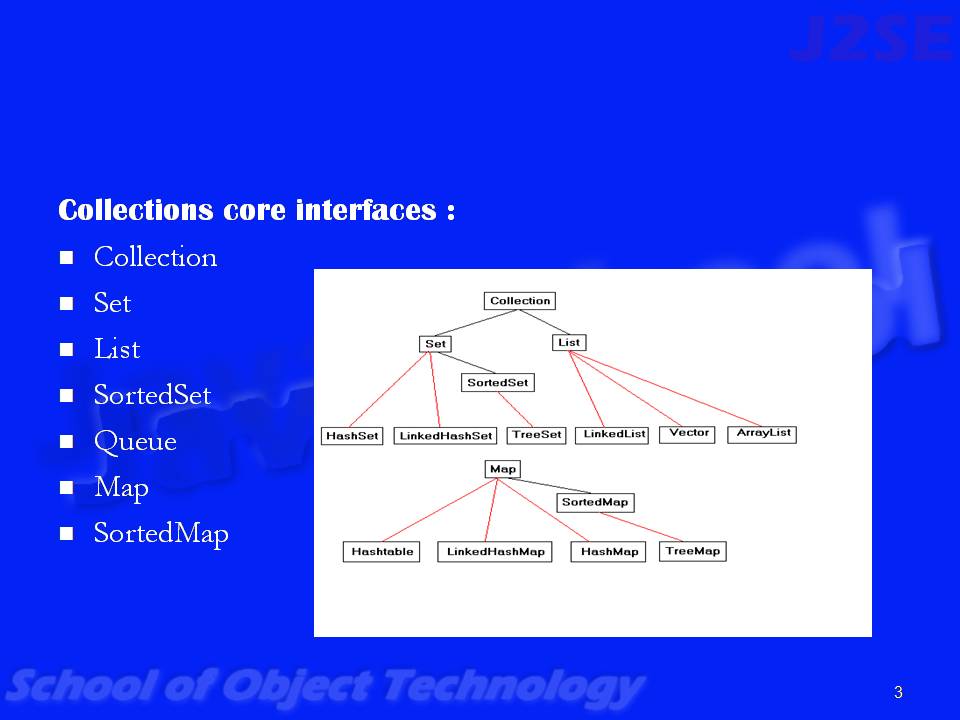 J2SE
Collections core interfaces :
Collection
Set
List
SortedSet
Queue
Map
SortedMap
Collection
Set List
SortedSet
HashSet LinkedHashSet TreeSet LinkedList Vector ArrayList
Map
SortedMap
Hashtable LinkedHashMap HashMap TreeMap
School of Object Technology
3